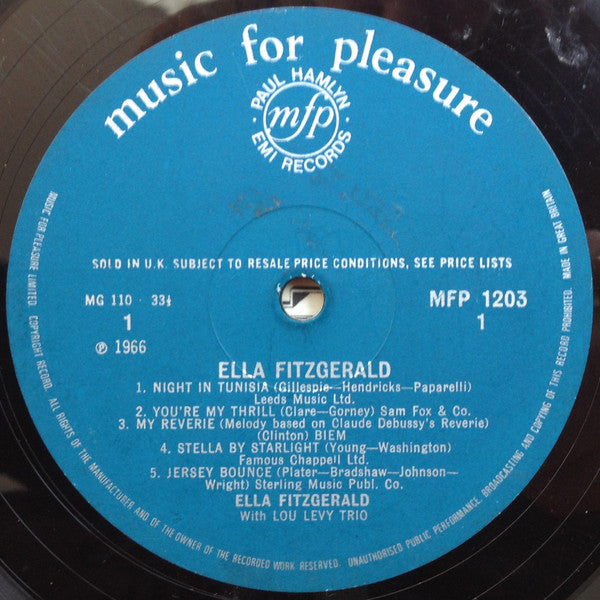 music for pleasure
PAUL HAMLYN
mfp
EMI RECORDS
SOLD IN U.K. SUBJECT TO RESALE PRICE CONDITIONS, SEE PRICE LISTS
MG 110 · 33⅓
MFP 1203
1
1
℗ 1966
ELLA FITZGERALD
1. NIGHT IN TUNISIA (Gillespie—Hendricks—Paparelli)
Leeds Music Ltd.
2. YOU'RE MY THRILL (Clare—Gorney) Sam Fox & Co.
3. MY REVERIE (Melody based on Claude Debussy's Reverie)
(Clinton) BIEM
4. STELLA BY STARLIGHT (Young—Washington)
Famous Chappell Ltd.
5. JERSEY BOUNCE (Plater—Bradshaw—Johnson—
Wright) Sterling Music Publ. Co.
ELLA FITZGERALD
With LOU LEVY TRIO
MUSIC FOR PLEASURE LIMITED. COPYRIGHT RECORD. ALL RIGHTS OF THE MANUFACTURER AND OF THE OWNER OF THE RECORDED WORK RESERVED. UNAUTHORISED PUBLIC PERFORMANCE, BROADCASTING AND COPYING OF THIS RECORD PROHIBITED. MADE IN GREAT BRITAIN